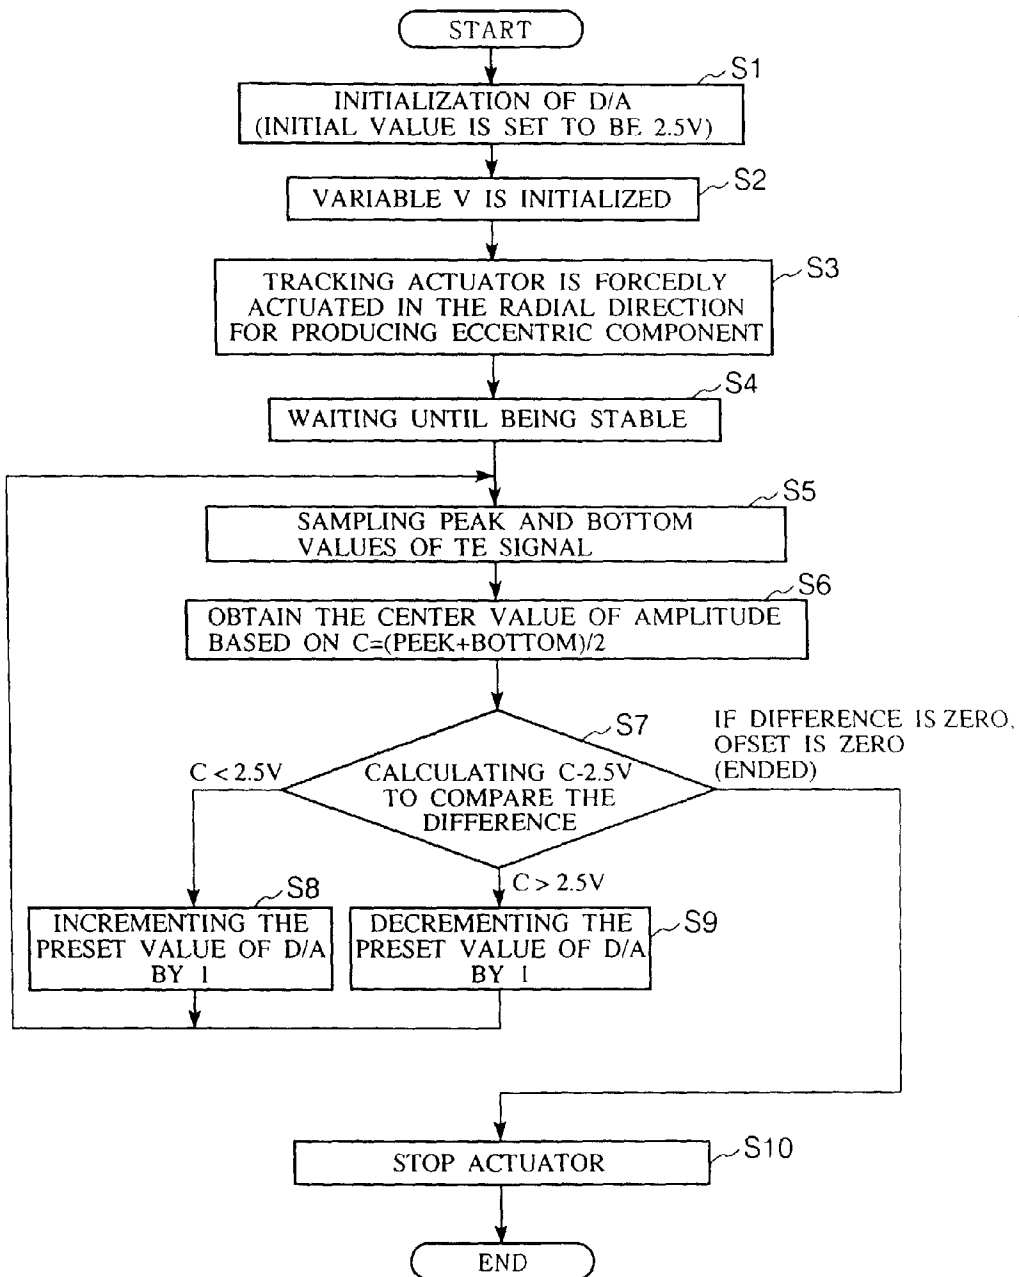 START
S1
INITIALIZATION OF D/A
(INITIAL VALUE IS SET TO BE 2.5V)
S2
VARIABLE V IS INITIALIZED
S3
TRACKING ACTUATOR IS FORCEDLY
ACTUATED IN THE RADIAL DIRECTION
FOR PRODUCING ECCENTRIC COMPONENT
S4
WAITING UNTIL BEING STABLE
S5
SAMPLING PEAK AND BOTTOM
VALUES OF TE SIGNAL
S6
OBTAIN THE CENTER VALUE OF AMPLITUDE
BASED ON C=(PEEK+BOTTOM)/2
S7
IF DIFFERENCE IS ZERO,
OFSET IS ZERO
(ENDED)
C < 2.5V
CALCULATING C-2.5V
TO COMPARE THE
DIFFERENCE
C > 2.5V
S8
INCREMENTING THE
PRESET VALUE OF D/A
BY 1
S9
DECREMENTING THE
PRESET VALUE OF D/A
BY 1
S10
STOP ACTUATOR
END